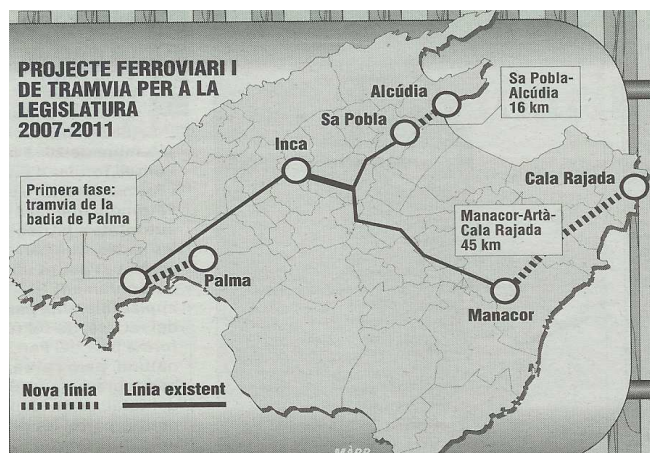 PROJECTE FERROVIARI I
DE TRAMVIA PER A LA
LEGISLATURA
2007-2011
Sa Pobla-
Alcúdia
16 km
Alcúdia
Sa Pobla
Inca
Cala Rajada
Primera fase:
tramvia de la
badia de Palma
Manacor-Artà-
Cala Rajada
45 km
Palma
Manacor
Nova línia
Línia existent